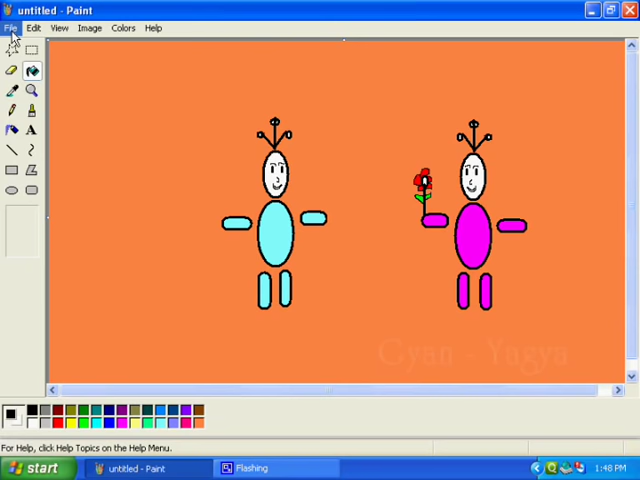 untitled - Paint
File Edit View Image Colors Help
A
Gyan - Yagya
For Help, click Help Topics on the Help Menu.
start untitled - Paint Flashing 1:48 PM